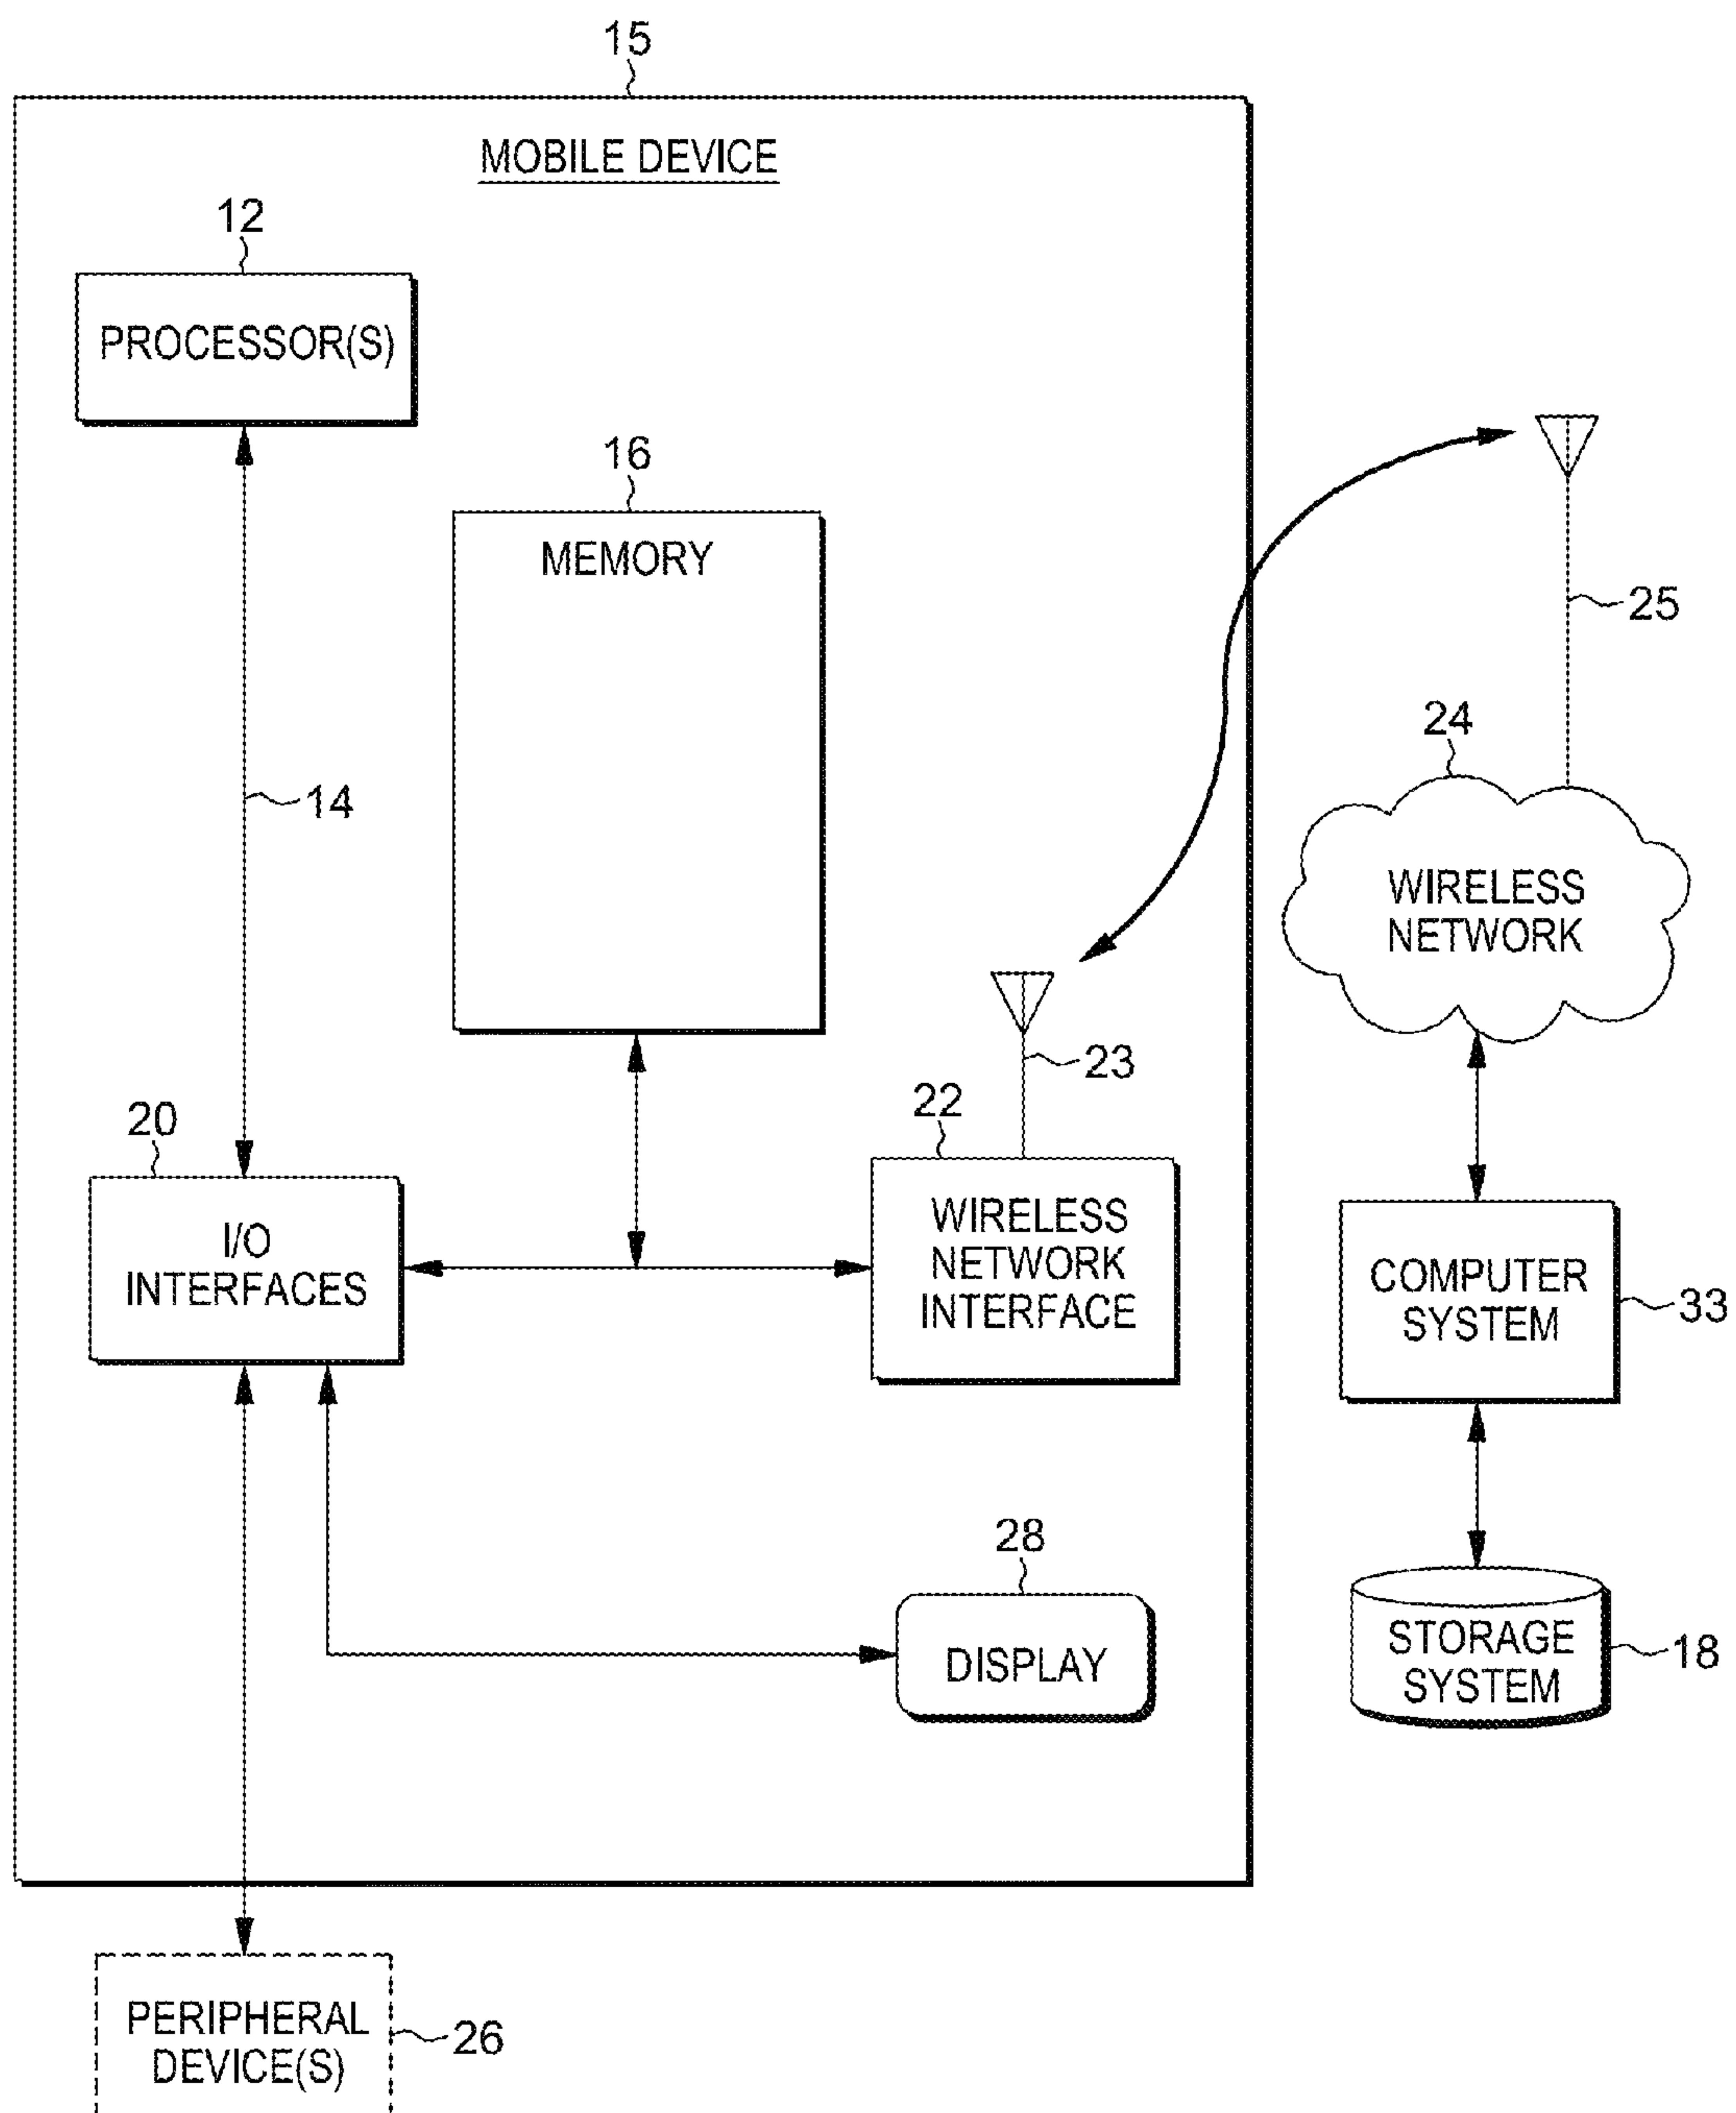 15
MOBILE DEVICE
12
PROCESSOR(S)
16
MEMORY
14
25
24
WIRELESS
NETWORK
23
20
I/O
INTERFACES
22
WIRELESS
NETWORK
INTERFACE
COMPUTER
SYSTEM
33
28
DISPLAY
STORAGE
SYSTEM
18
PERIPHERAL
DEVICE(S)
26